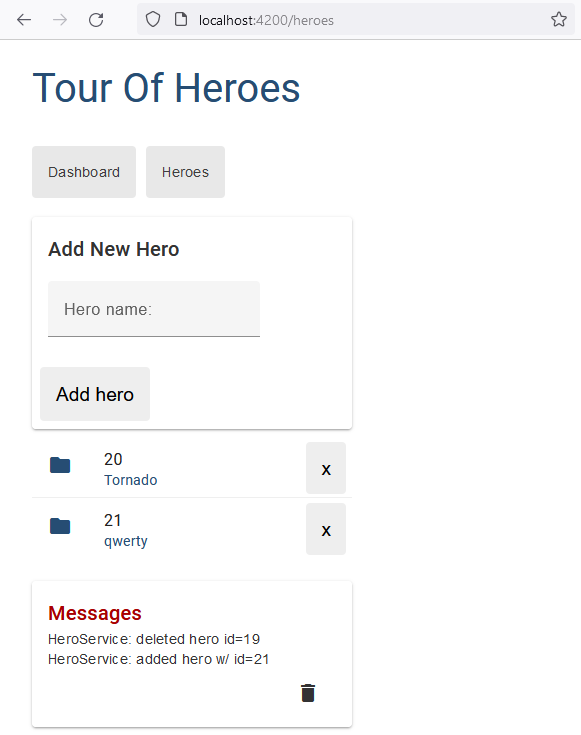 localhost:4200/heroes
Tour Of Heroes
Dashboard Heroes
Add New Hero
Hero name:
Add hero
20
Tornado
x
21
qwerty
x
Messages
HeroService: deleted hero id=19
HeroService: added hero w/ id=21